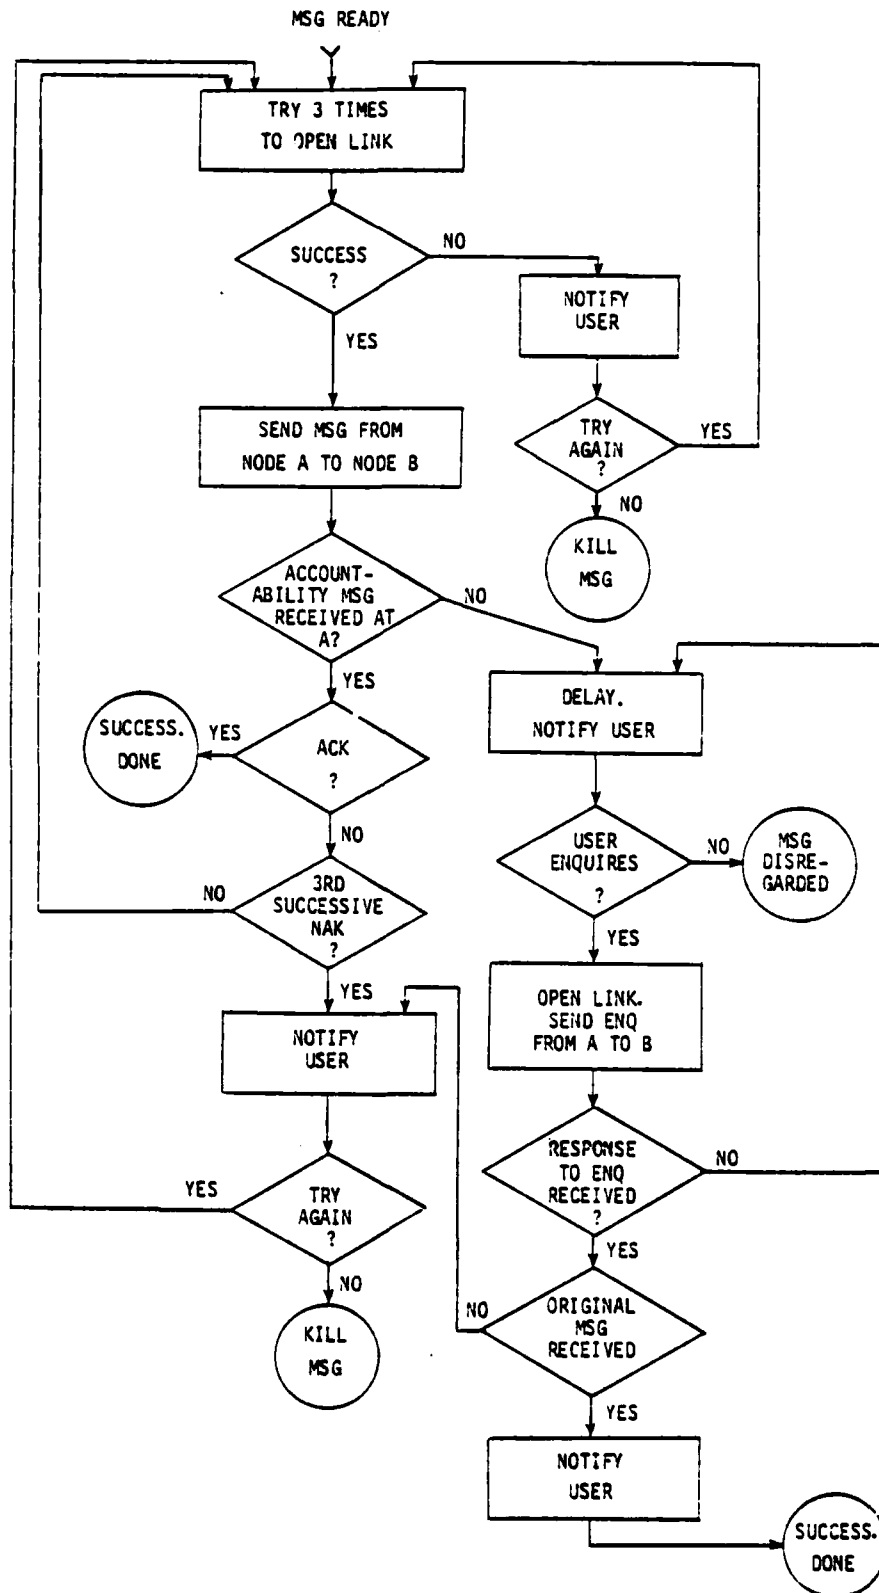 MSG READY
TRY 3 TIMES
TO OPEN LINK
SUCCESS
?
NO
NOTIFY
USER
YES
TRY
AGAIN
?
YES
NO
KILL
MSG
SEND MSG FROM
NODE A TO NODE B
ACCOUNT-
ABILITY MSG
RECEIVED AT
A?
NO
YES
DELAY.
NOTIFY USER
SUCCESS.
DONE
YES
ACK
?
NO
USER
ENQUIRES
?
NO
MSG
DISRE-
GARDED
YES
NO
3RD
SUCCESSIVE
NAK
?
YES
OPEN LINK.
SEND ENQ
FROM A TO B
NOTIFY
USER
RESPONSE
TO ENQ
RECEIVED
?
NO
YES
YES
TRY
AGAIN
?
NO
KILL
MSG
NO
ORIGINAL
MSG
RECEIVED
YES
NOTIFY
USER
SUCCESS.
DONE